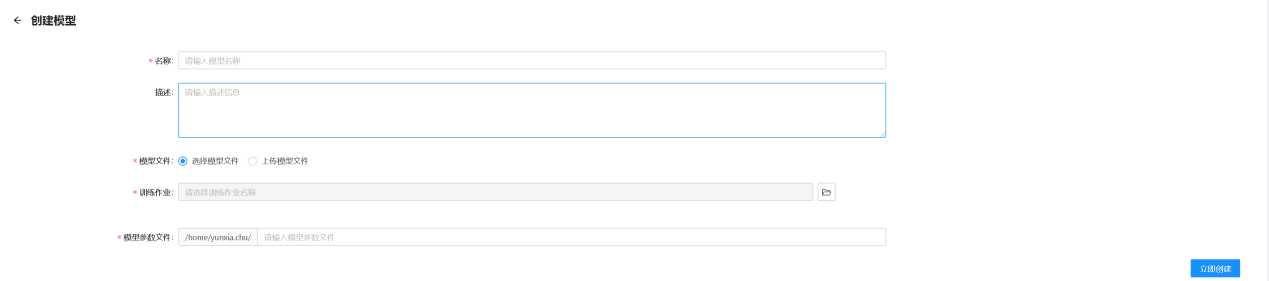 ← 创建模型
* 名称: 请输入模型名称
描述: 请输入描述信息
* 模型文件: 选择模型文件 上传模型文件
* 训练作业: 请选择训练作业名称
* 模型参数文件: /home/yunxia.chu/ 请输入模型参数文件
立即创建